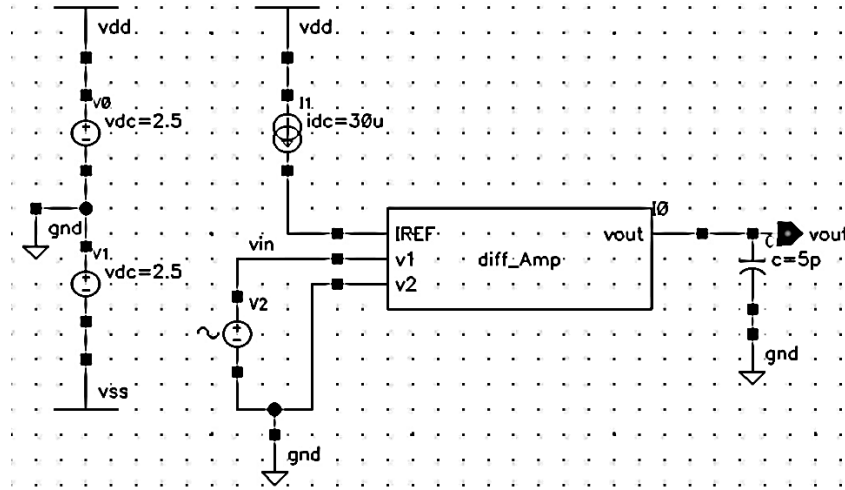 vdd
vdd
V0
vdc=2.5
I1
idc=30u
gnd
V1
vdc=2.5
vin
IREF
v1
v2
diff_Amp
I0
vout
vout
C
c=5p
V2
gnd
vss
gnd